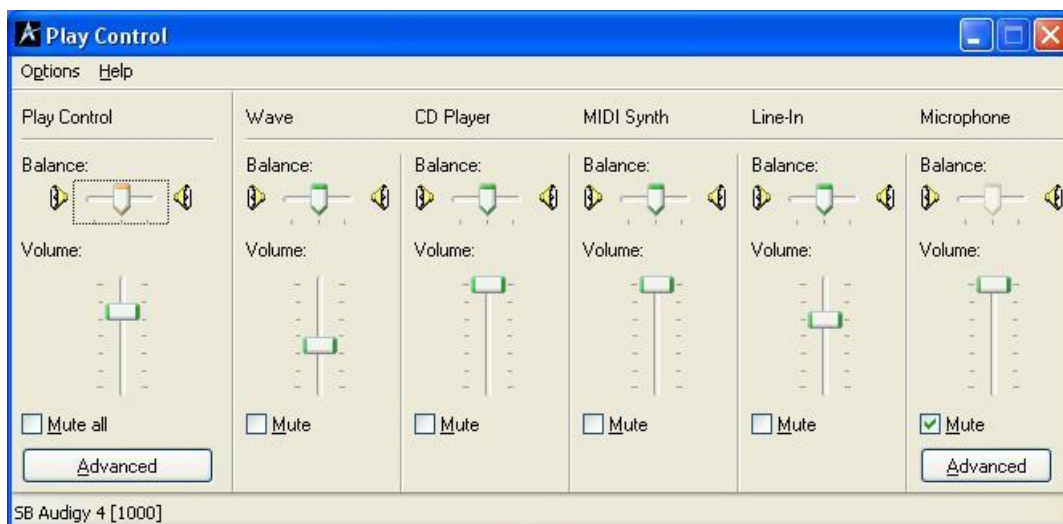 Play Control
Options Help
Play Control Wave CD Player MIDI Synth Line-In Microphone
Balance: Balance: Balance: Balance: Balance: Balance:
Volume: Volume: Volume: Volume: Volume: Volume:
Mute all Mute Mute Mute Mute Mute
Advanced Advanced
SB Audigy 4 [1000]